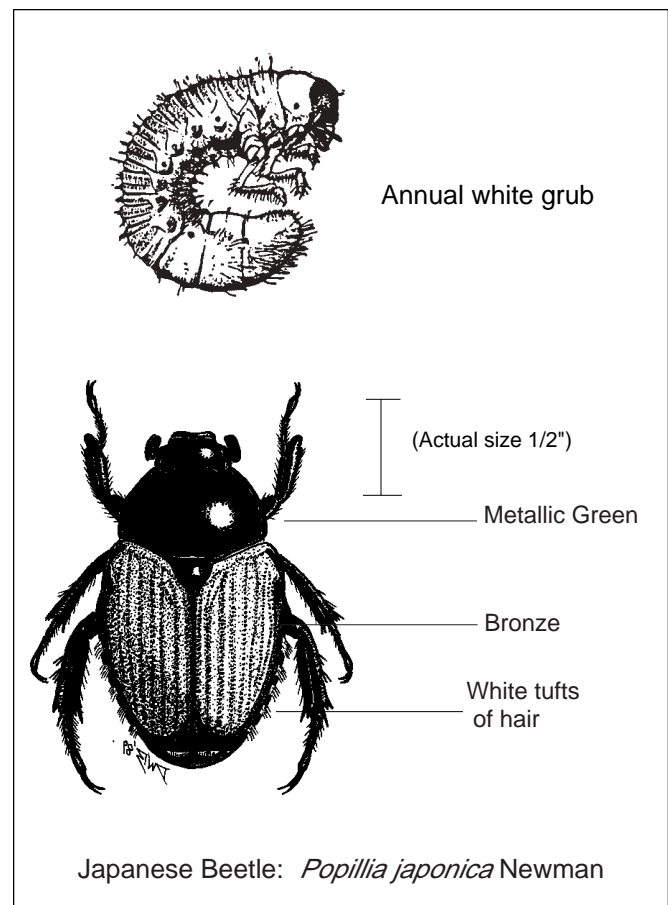 Annual white grub
(Actual size 1/2")
Metallic Green
Bronze
White tufts
of hair
Japanese Beetle: Popillia japonica Newman